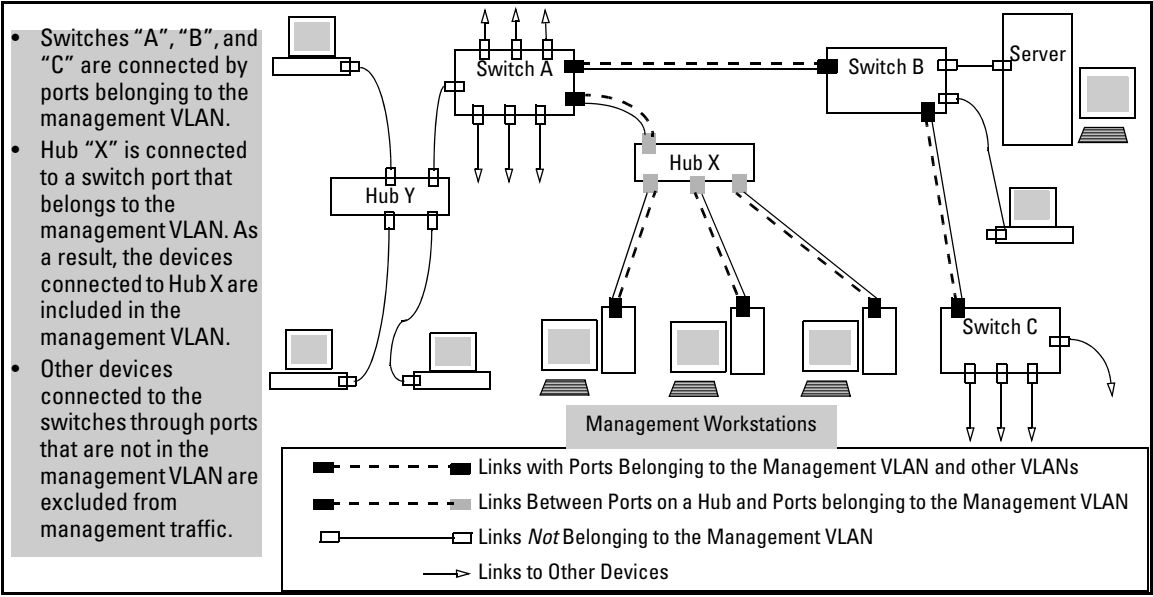 • Switches “A”, “B”, and
“C” are connected by
ports belonging to the
management VLAN.
• Hub “X” is connected
to a switch port that
belongs to the
management VLAN. As
a result, the devices
connected to Hub X are
included in the
management VLAN.
• Other devices
connected to the
switches through ports
that are not in the
management VLAN are
excluded from
management traffic.
Switch A
Switch B
Server
Hub X
Hub Y
Switch C
Management Workstations
Links with Ports Belonging to the Management VLAN and other VLANs
Links Between Ports on a Hub and Ports belonging to the Management VLAN
Links Not Belonging to the Management VLAN
Links to Other Devices